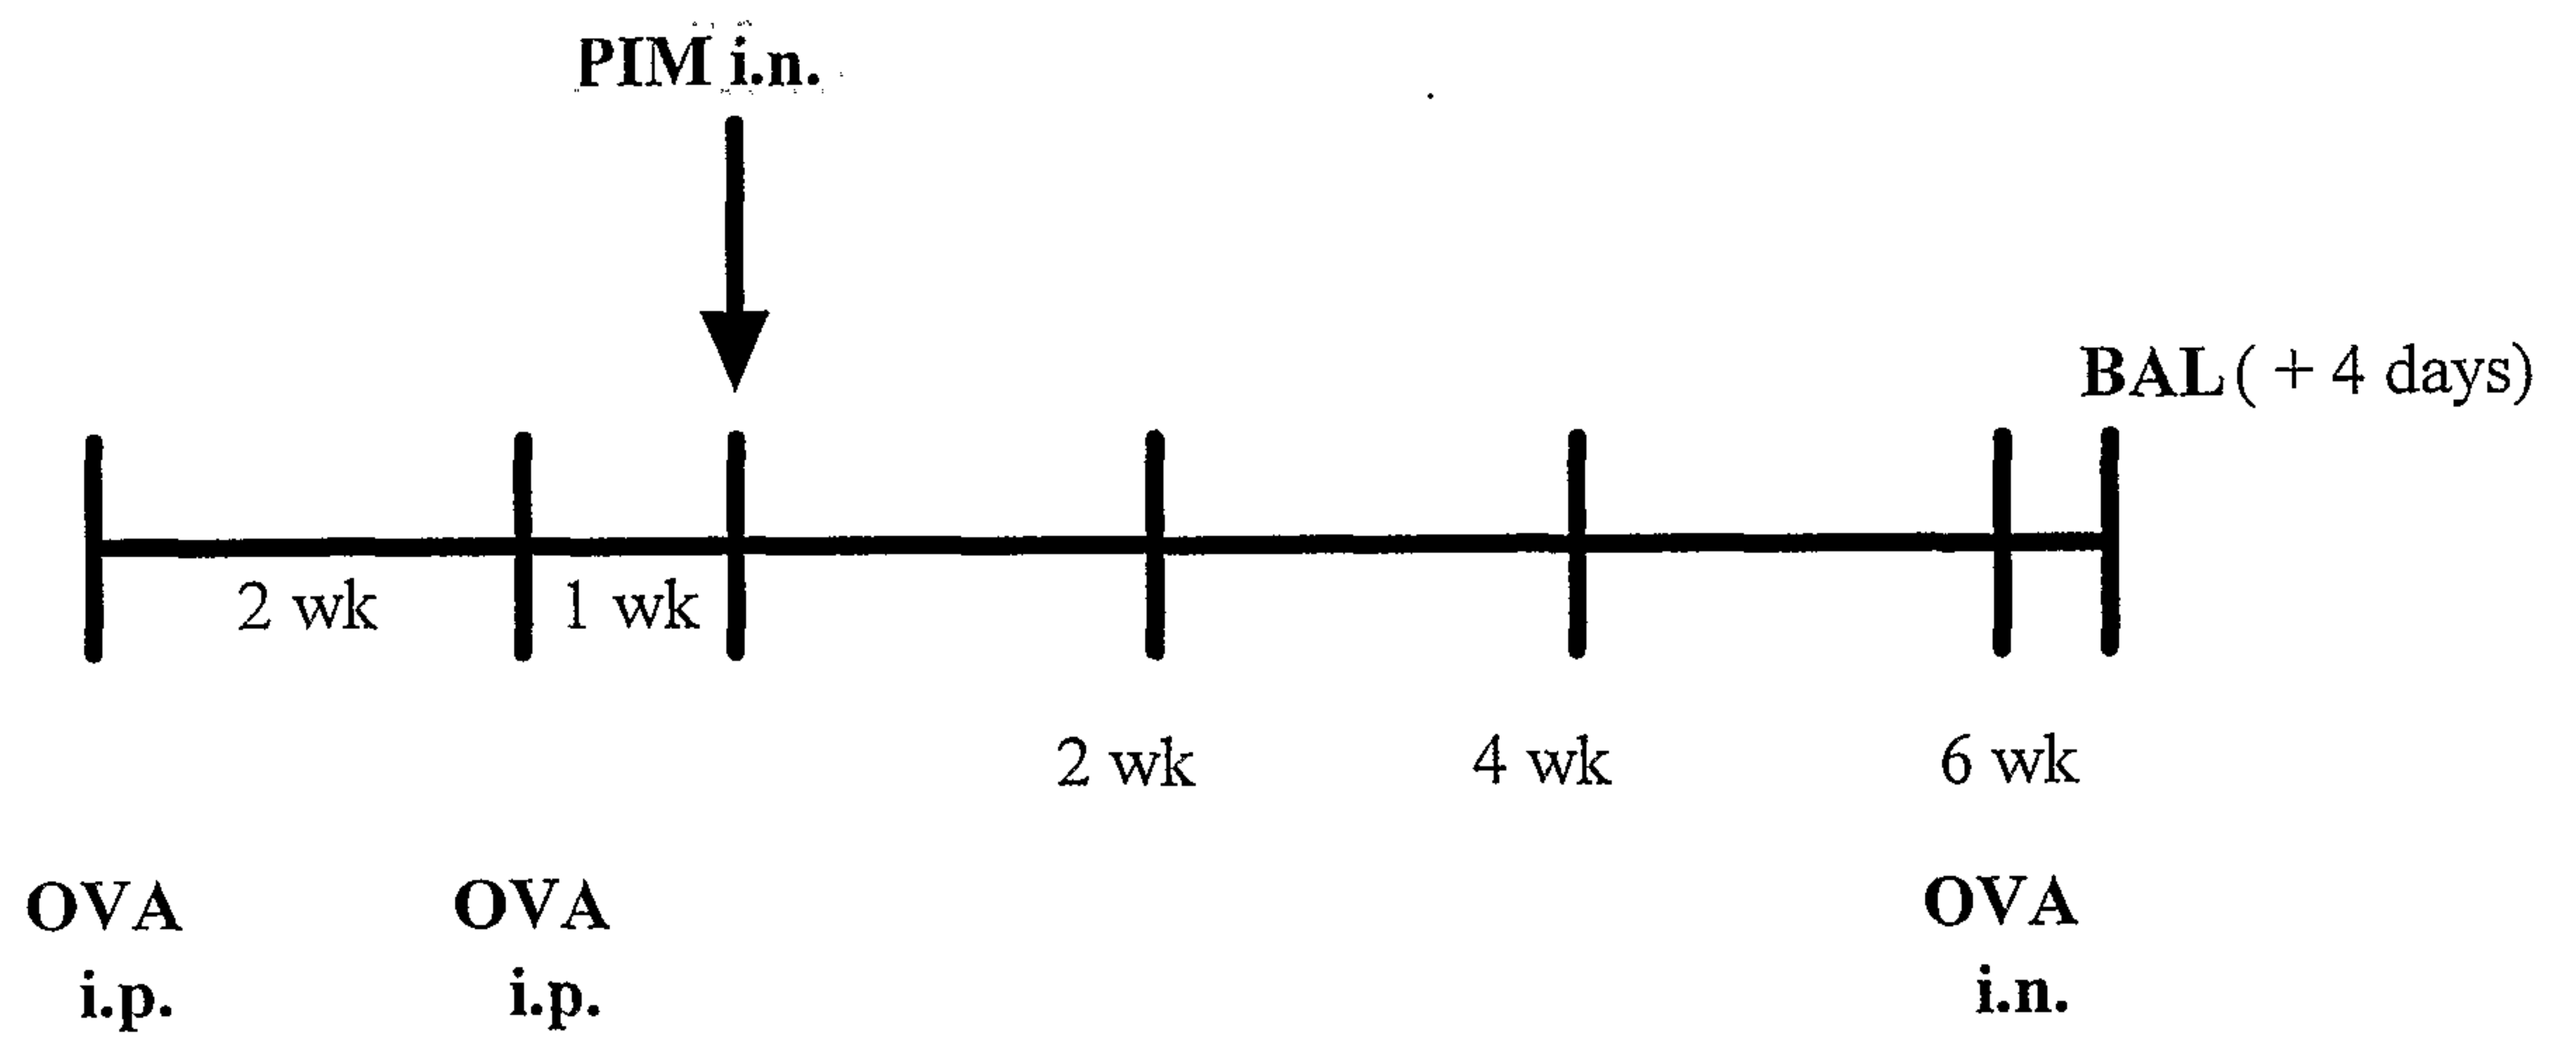 PIM i.n.
BAL ( + 4 days)
2 wk
1 wk
2 wk
4 wk
6 wk
OVA
i.p.
OVA
i.p.
OVA
i.n.